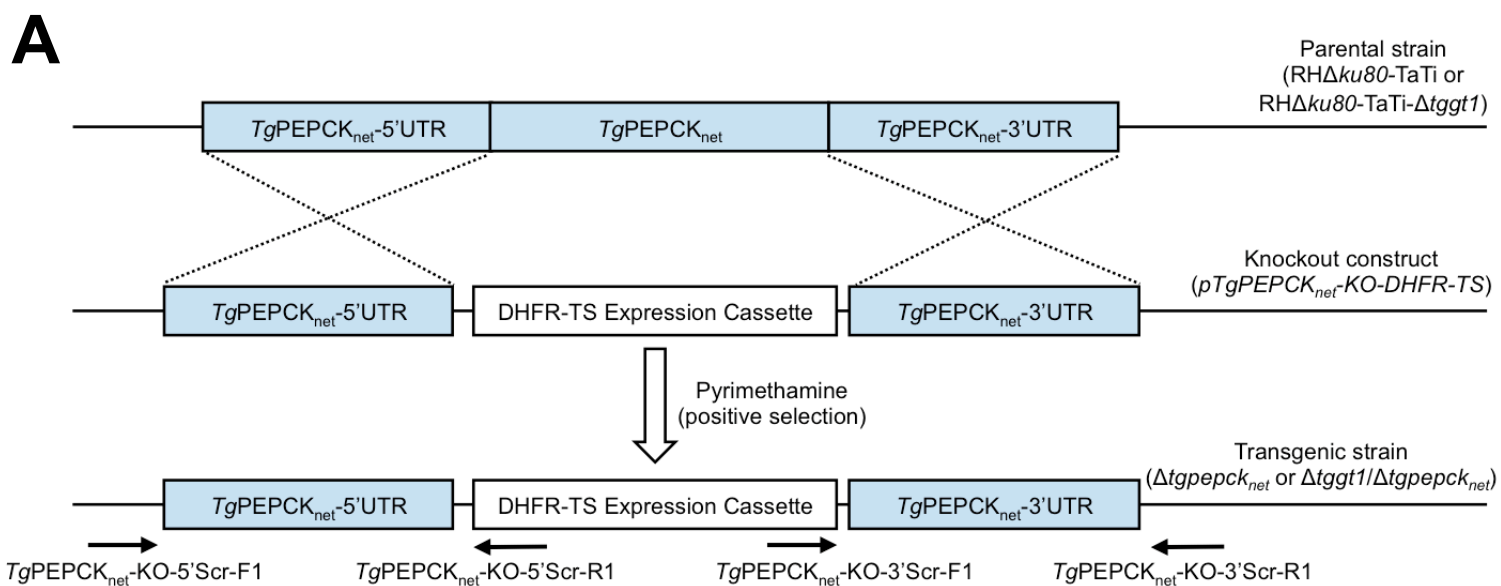 A
Parental strain
(RHΔku80-TaTi or
RHΔku80-TaTi-Δtggt1)
TgPEPCKnet-5’UTR
TgPEPCKnet
TgPEPCKnet-3’UTR
Knockout construct
(pTgPEPCKnet-KO-DHFR-TS)
TgPEPCKnet-5’UTR
DHFR-TS Expression Cassette
TgPEPCKnet-3’UTR
Pyrimethamine
(positive selection)
Transgenic strain
(Δtgpepcknet or Δtggt1/Δtgpepcknet)
TgPEPCKnet-5’UTR
DHFR-TS Expression Cassette
TgPEPCKnet-3’UTR
TgPEPCKnet-KO-5’Scr-F1
TgPEPCKnet-KO-5’Scr-R1
TgPEPCKnet-KO-3’Scr-F1
TgPEPCKnet-KO-3’Scr-R1